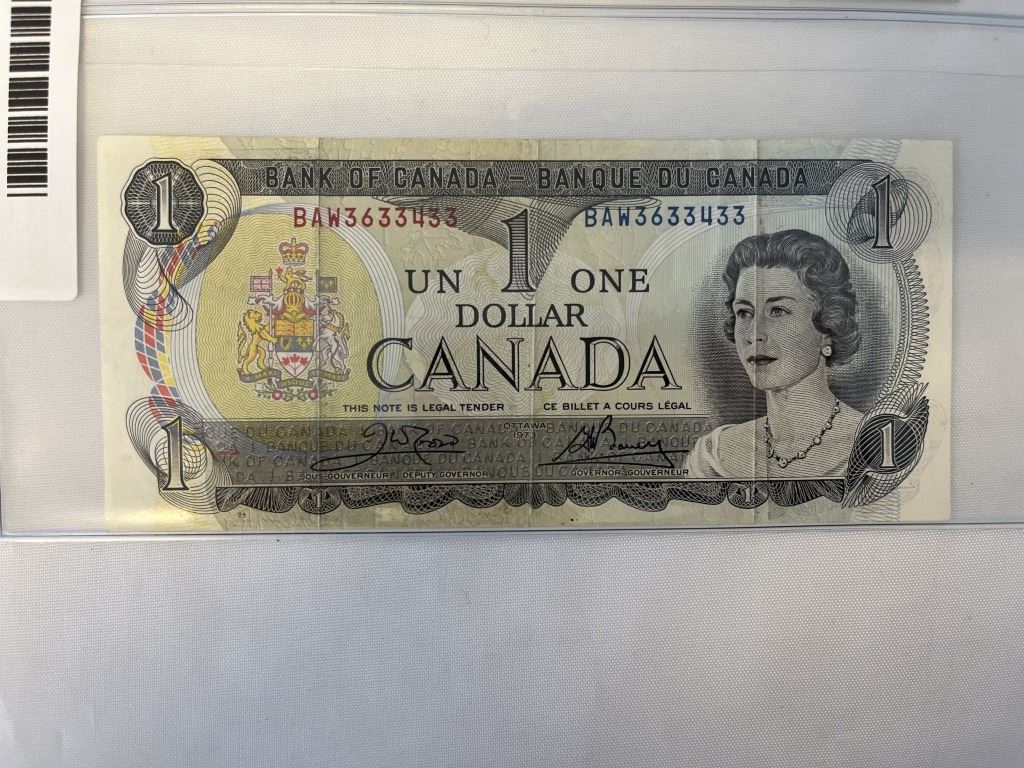 BANK OF CANADA – BANQUE DU CANADA
1 1
BAW3633433 BAW3633433
1
UN ONE
DOLLAR
CANADA
THIS NOTE IS LEGAL TENDER CE BILLET A COURS LÉGAL
OTTAWA
1973
SOUS-GOUVERNEUR DEPUTY GOVERNOR GOVERNOR-GOUVERNEUR
1 1
1 1